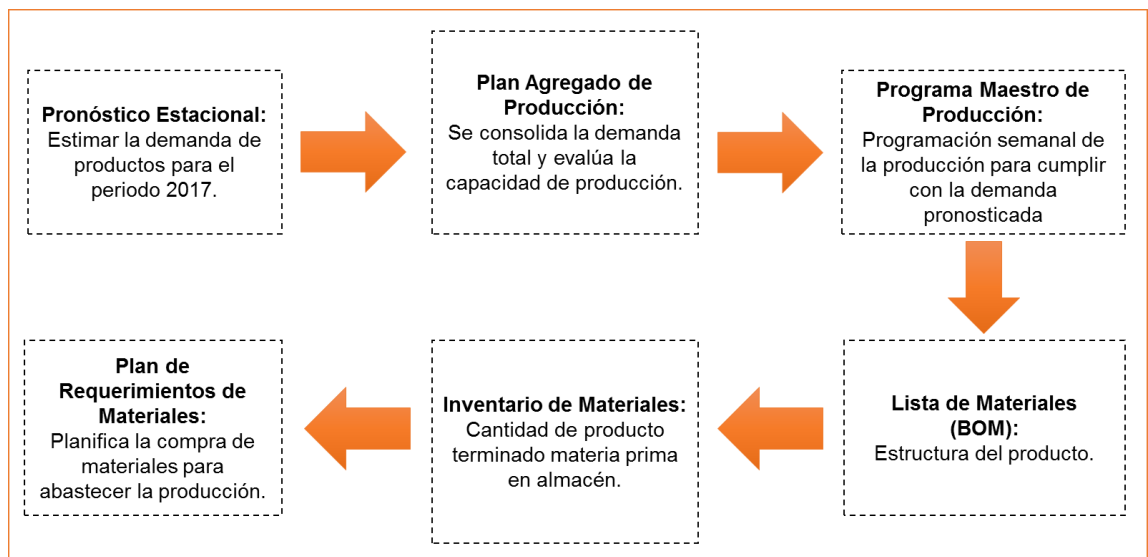 Pronóstico Estacional:
Estimar la demanda de
productos para el
periodo 2017.
Plan Agregado de
Producción:
Se consolida la demanda
total y evalúa la
capacidad de producción.
Programa Maestro de
Producción:
Programación semanal de
la producción para cumplir
con la demanda
pronosticada
Lista de Materiales
(BOM):
Estructura del producto.
Inventario de Materiales:
Cantidad de producto
terminado materia prima
en almacén.
Plan de
Requerimientos de
Materiales:
Planifica la compra de
materiales para
abastecer la producción.